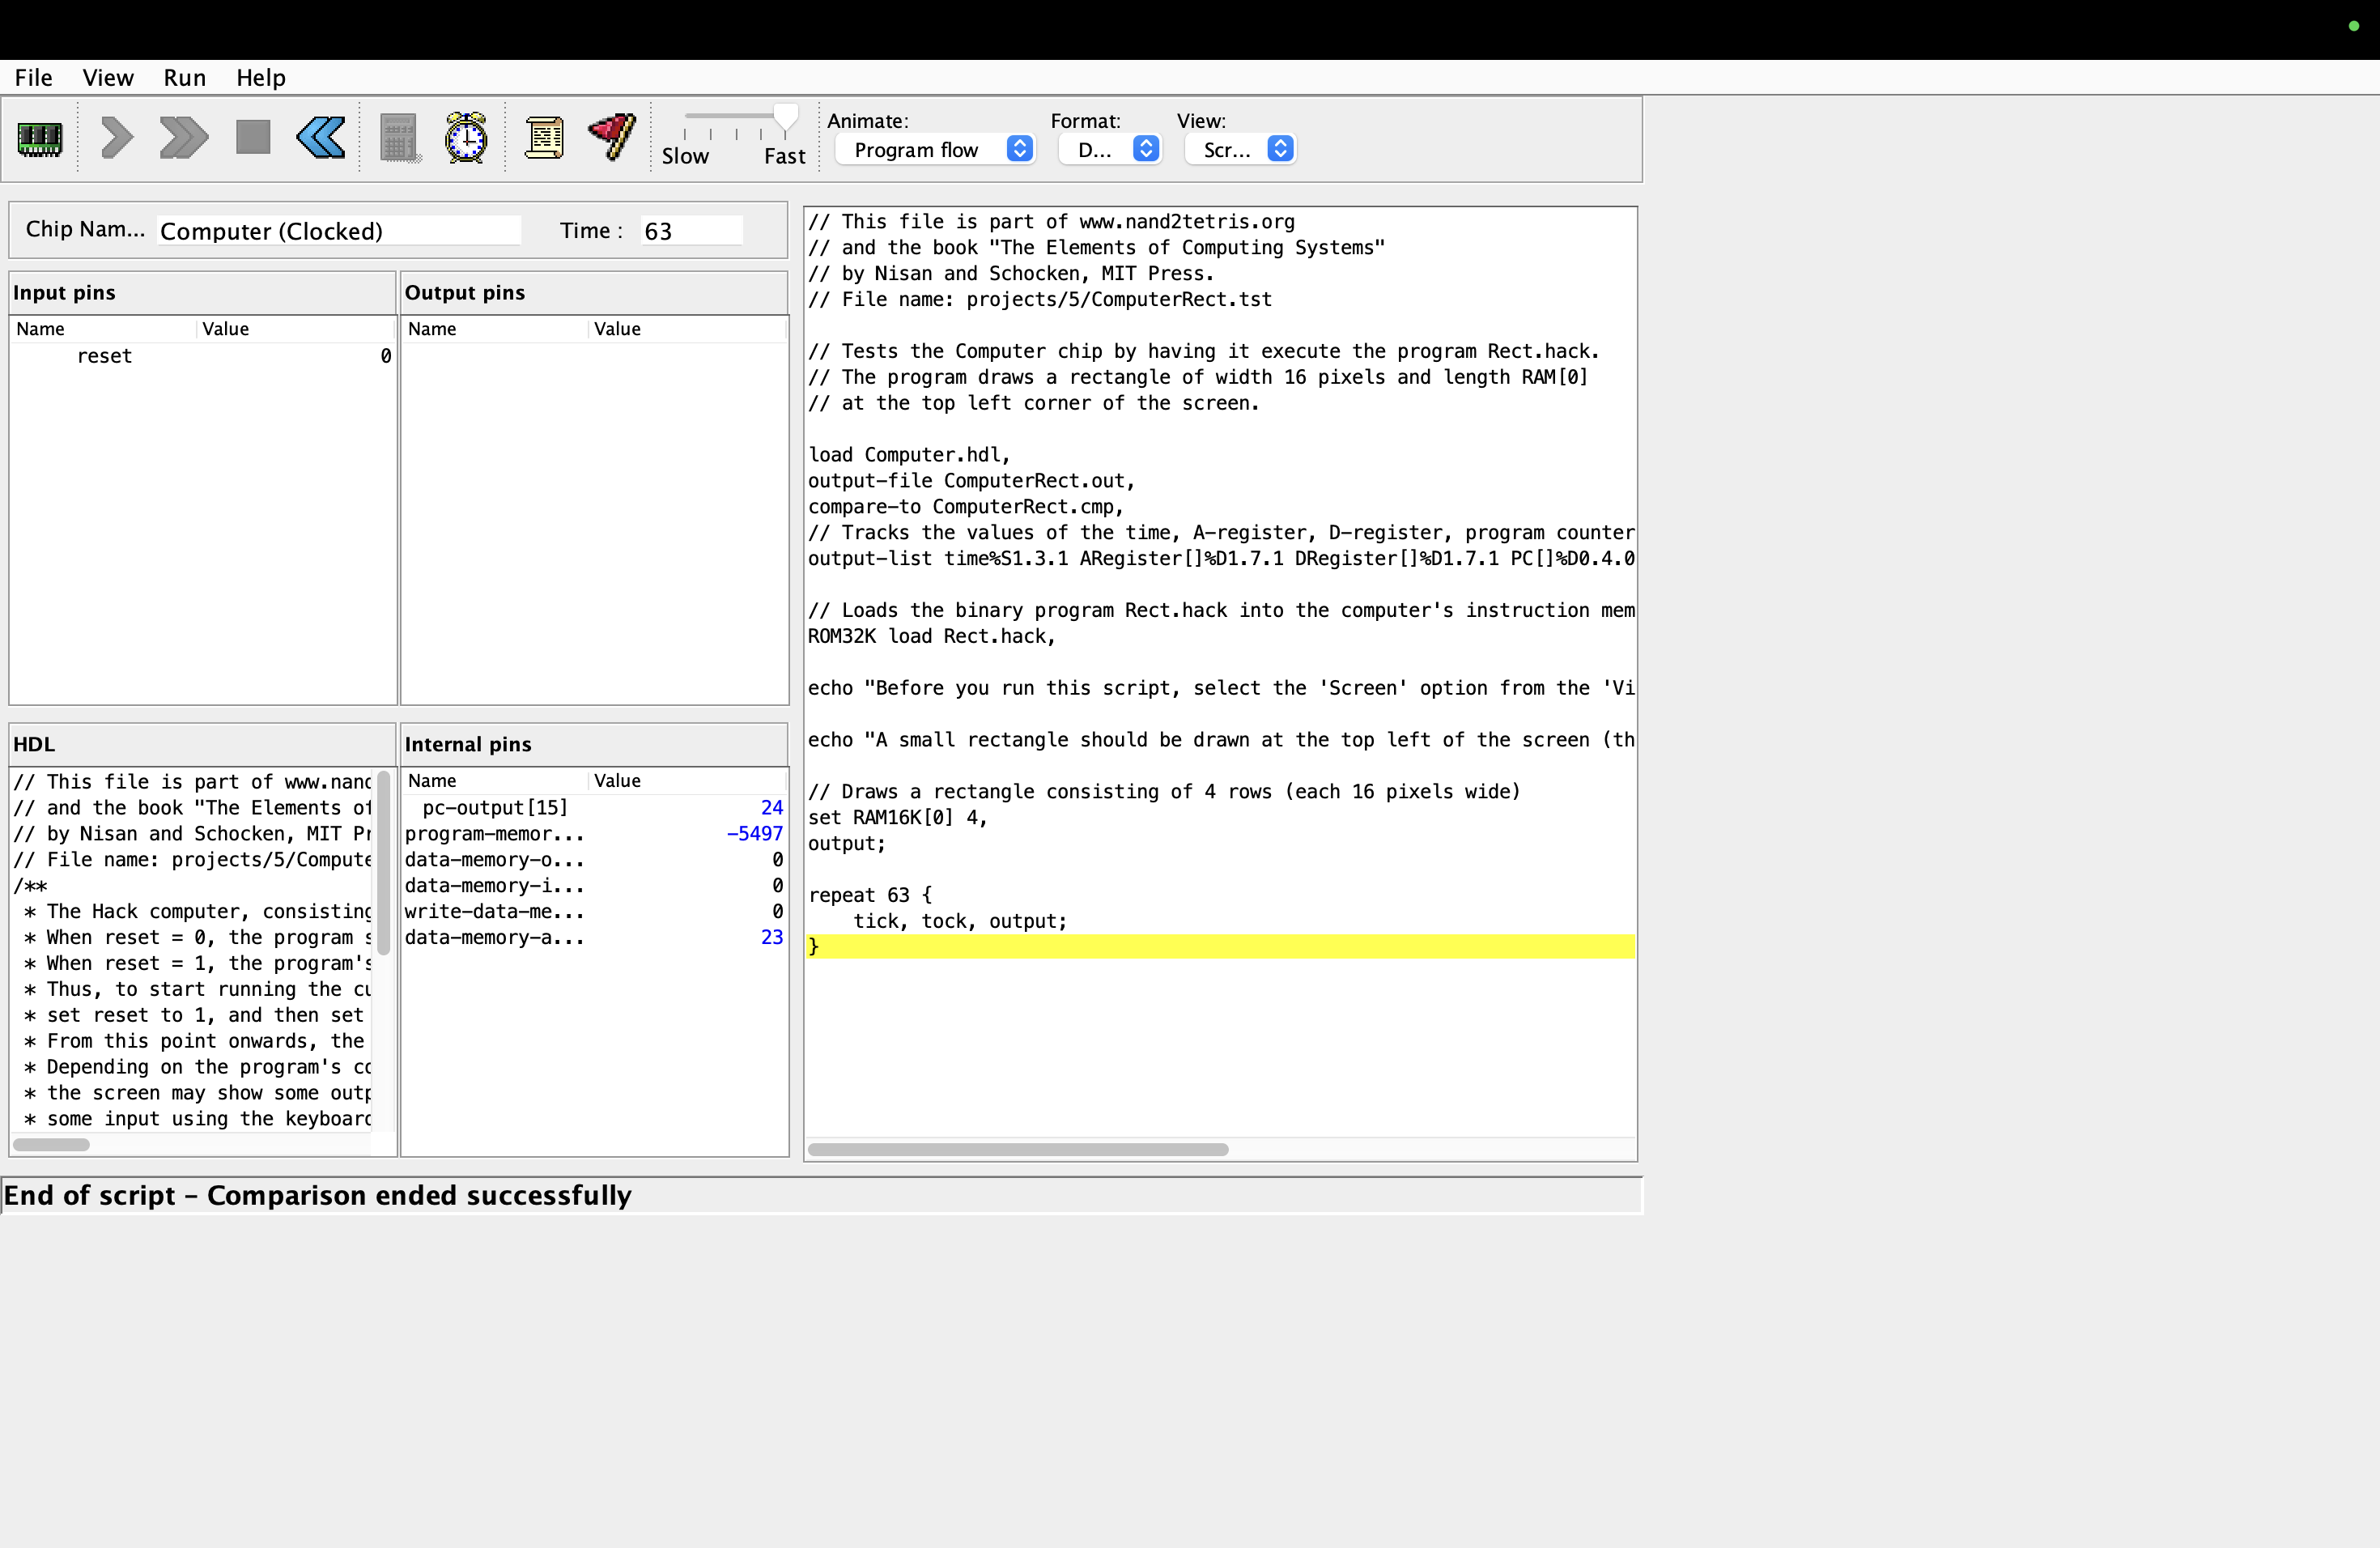 File View Run Help
Slow Fast
Animate: Format: View:
Program flow D... Scr...
Chip Nam... Computer (Clocked) Time : 63
Input pins
Name Value
reset 0
Output pins
Name Value
HDL
// This file is part of www.nand
// and the book "The Elements of
// by Nisan and Schocken, MIT Pr
// File name: projects/5/Compute
/**
* The Hack computer, consisting
* When reset = 0, the program s
* When reset = 1, the program's
* Thus, to start running the cu
* set reset to 1, and then set
* From this point onwards, the
* Depending on the program's co
* the screen may show some outp
* some input using the keyboard
Internal pins
Name Value
pc-output[15] 24
program-memor... -5497
data-memory-o... 0
data-memory-i... 0
write-data-me... 0
data-memory-a... 23
// This file is part of www.nand2tetris.org
// and the book "The Elements of Computing Systems"
// by Nisan and Schocken, MIT Press.
// File name: projects/5/ComputerRect.tst
// Tests the Computer chip by having it execute the program Rect.hack.
// The program draws a rectangle of width 16 pixels and length RAM[0]
// at the top left corner of the screen.
load Computer.hdl,
output-file ComputerRect.out,
compare-to ComputerRect.cmp,
// Tracks the values of the time, A-register, D-register, program counter
output-list time%S1.3.1 ARegister[]%D1.7.1 DRegister[]%D1.7.1 PC[]%D0.4.0
// Loads the binary program Rect.hack into the computer's instruction mem
ROM32K load Rect.hack,
echo "Before you run this script, select the 'Screen' option from the 'Vi
echo "A small rectangle should be drawn at the top left of the screen (th
// Draws a rectangle consisting of 4 rows (each 16 pixels wide)
set RAM16K[0] 4,
output;
repeat 63 {
tick, tock, output;
}
End of script – Comparison ended successfully